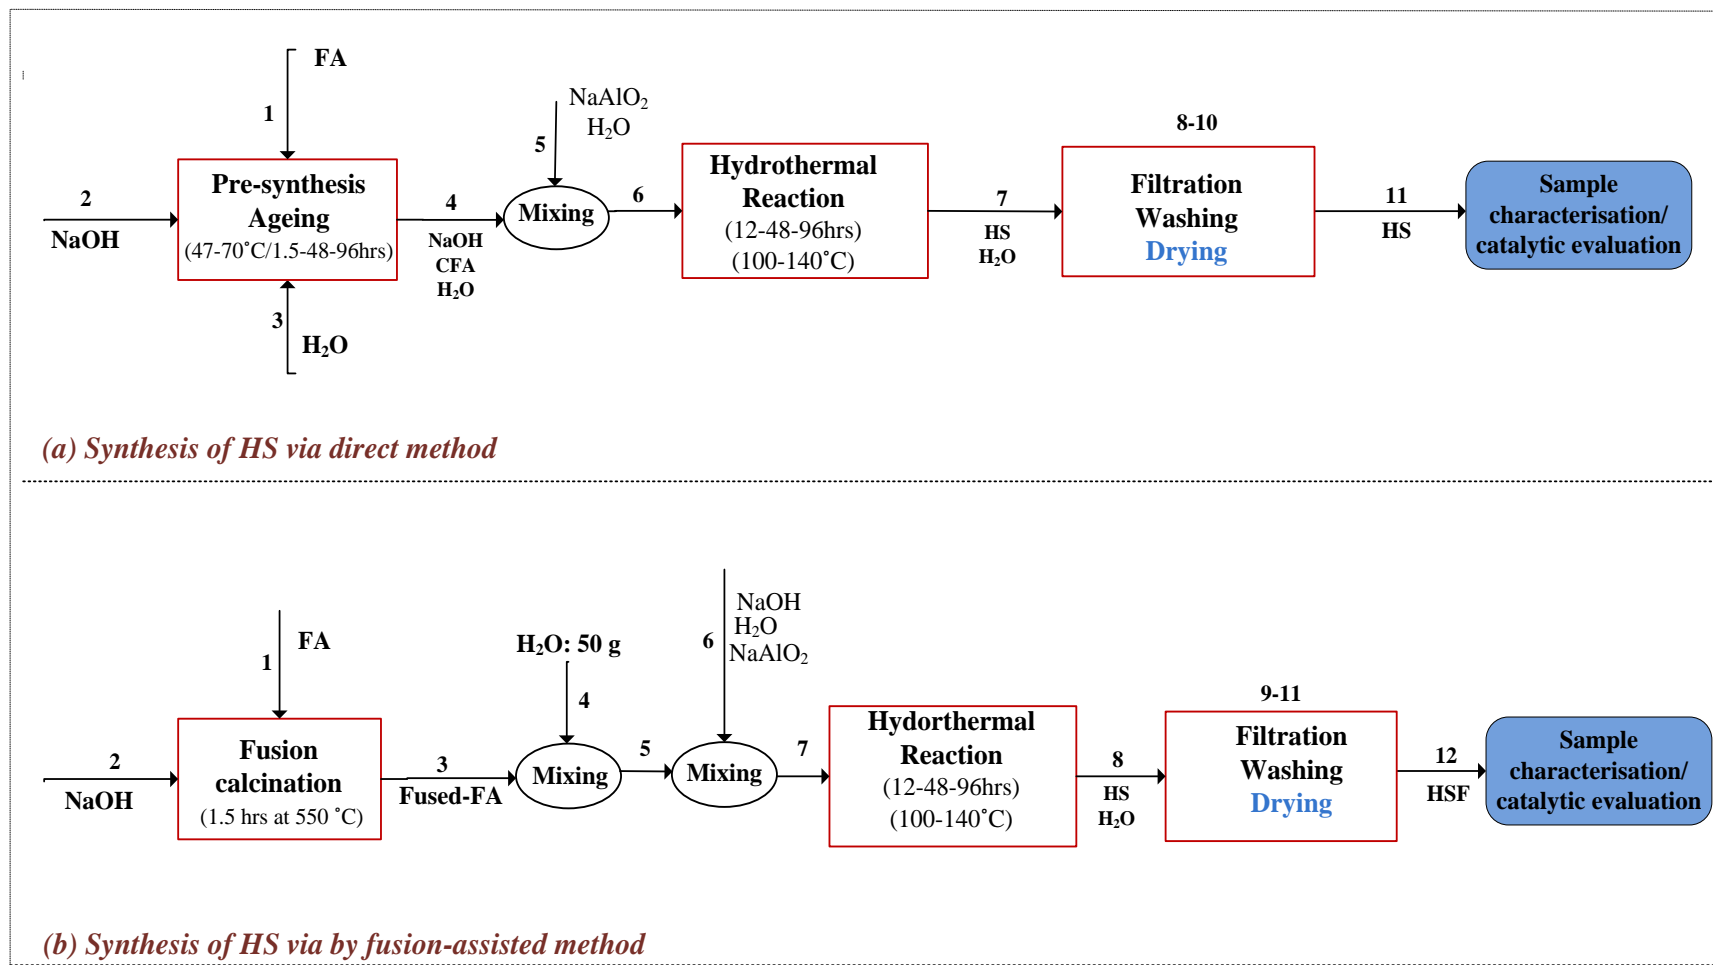 FA
1
NaAlO₂
H₂O
5
8-10
2
NaOH
Pre-synthesis
Ageing
(47-70˚C/1.5-48-96hrs)
4
NaOH
CFA
H₂O
Mixing
6
Hydrothermal
Reaction
(12-48-96hrs)
(100-140˚C)
7
HS
H₂O
Filtration
Washing
Drying
11
HS
Sample
characterisation/
catalytic evaluation
3
H₂O
(a) Synthesis of HS via direct method
FA
1
H₂O: 50 g
4
NaOH
H₂O
NaAlO₂
6
9-11
2
NaOH
Fusion
calcination
(1.5 hrs at 550 ˚C)
3
Fused-FA
Mixing
5
Mixing
7
Hydorthermal
Reaction
(12-48-96hrs)
(100-140˚C)
8
HS
H₂O
Filtration
Washing
Drying
12
HSF
Sample
characterisation/
catalytic evaluation
(b) Synthesis of HS via by fusion-assisted method